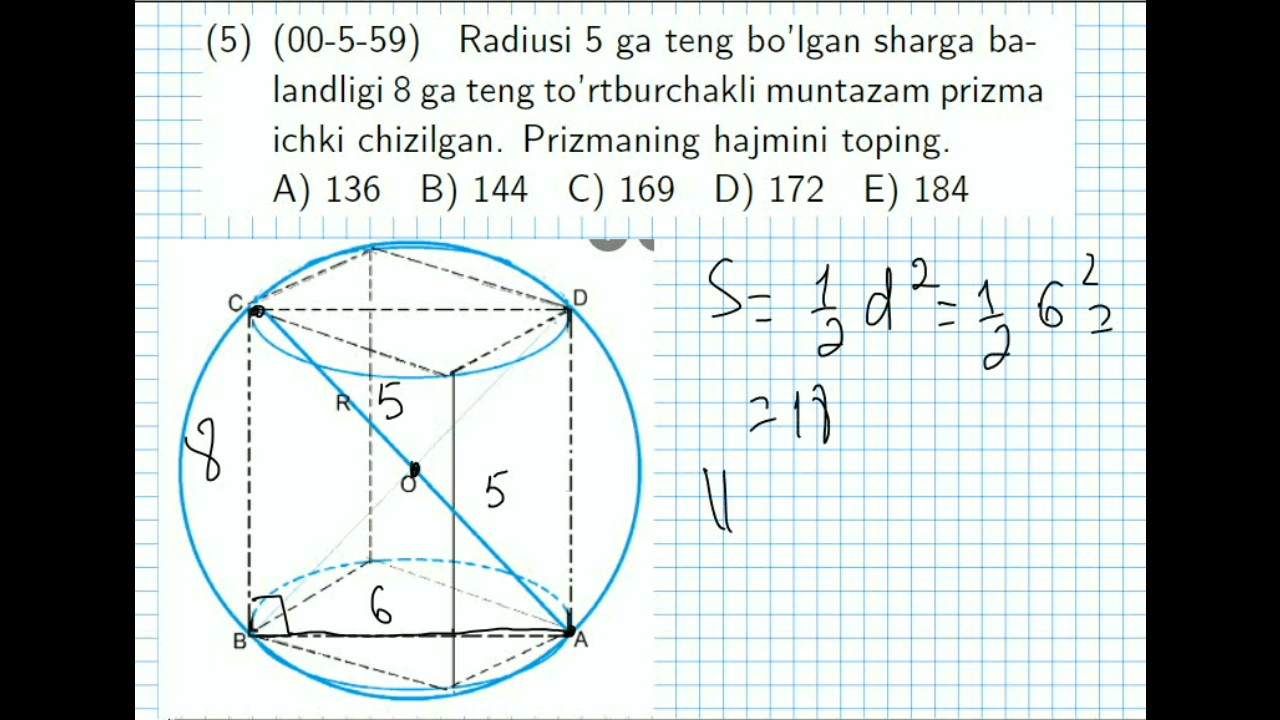 (5) (00-5-59) Radiusi 5 ga teng bo'lgan sharga ba-
landligi 8 ga teng to'rtburchakli muntazam prizma
ichki chizilgan. Prizmaning hajmini toping.
A) 136 B) 144 C) 169 D) 172 E) 184
C
D
R
5
8
O
5
6
B
A
S = 1/2 d² = 1/2 6² =
= 18